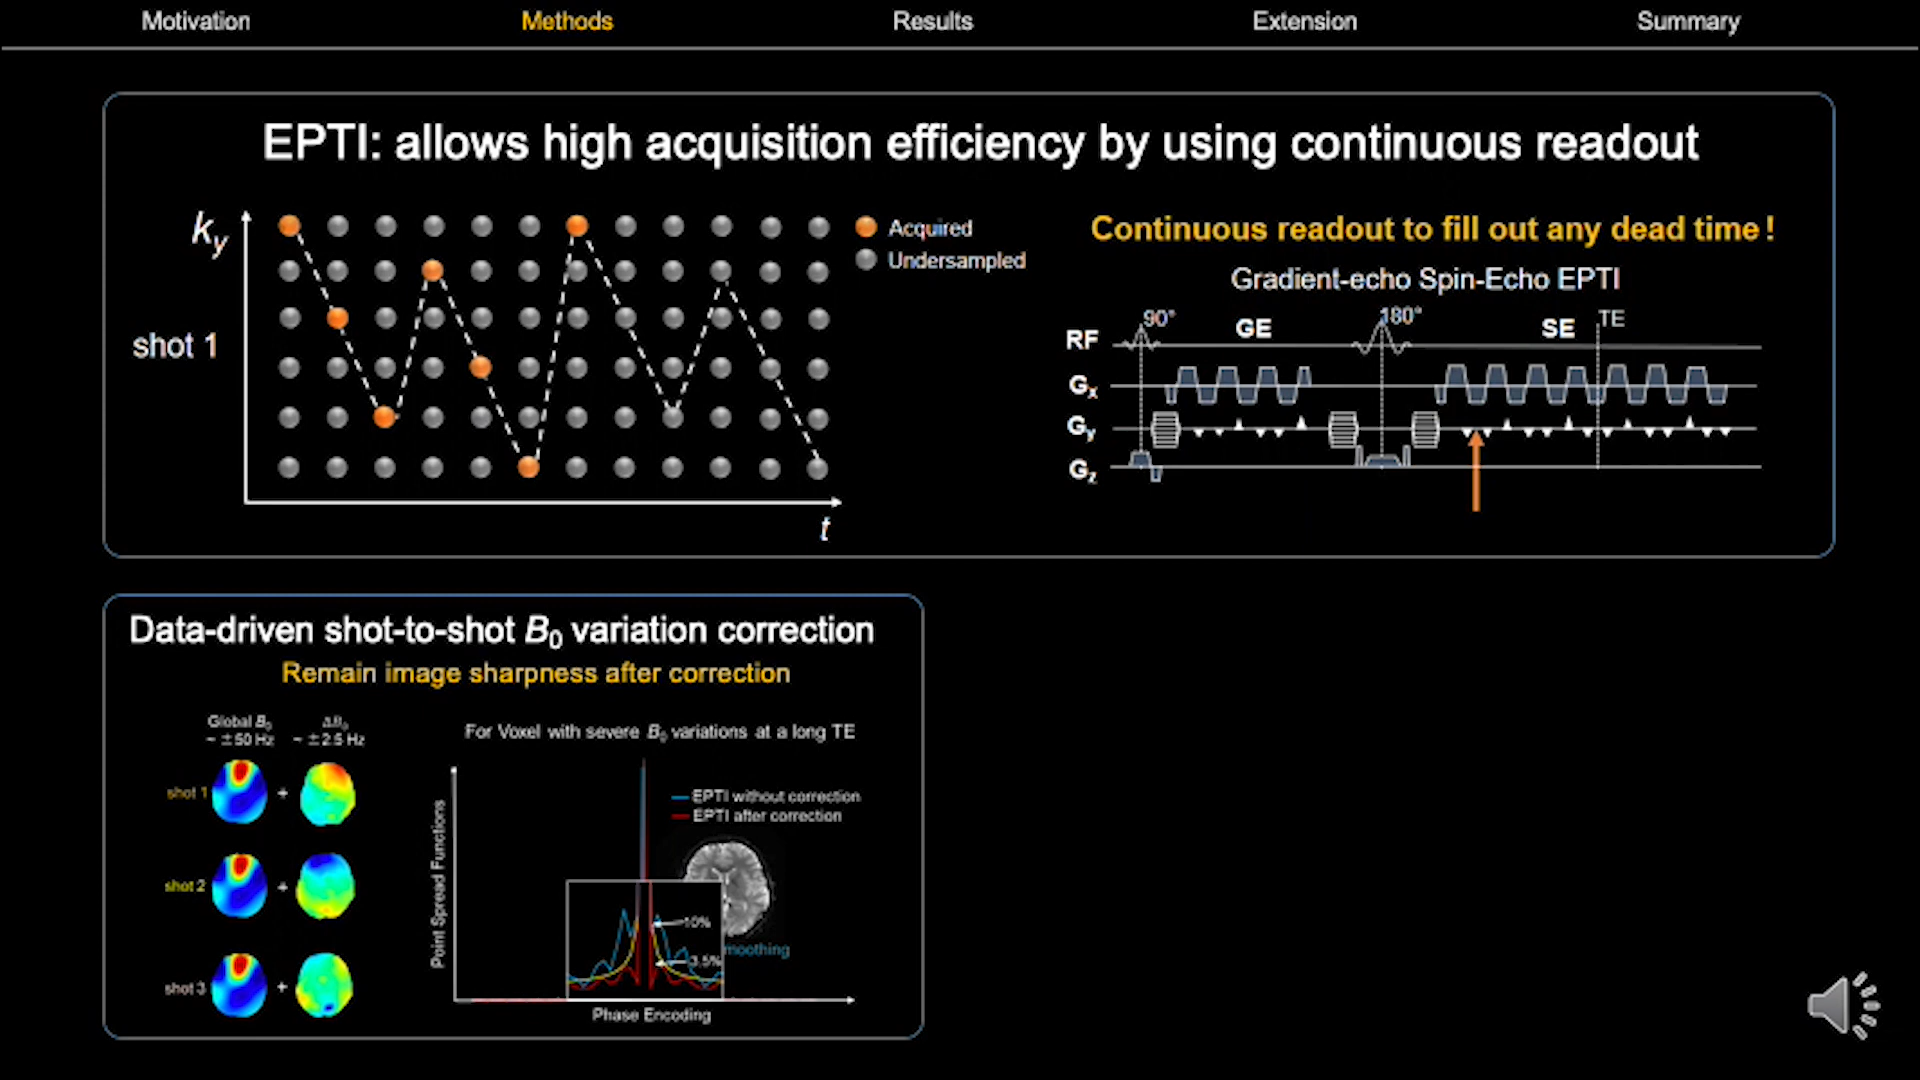 Motivation Methods Results Extension Summary
EPTI: allows high acquisition efficiency by using continuous readout
ky
shot 1
t
Acquired
Undersampled
Continuous readout to fill out any dead time!
Gradient-echo Spin-Echo EPTI
90° GE 180° SE TE
RF
Gx
Gy
Gz
Data-driven shot-to-shot B0 variation correction
Remain image sharpness after correction
Global B0 ΔB0
~ ±50 Hz ~ ±2.5 Hz
shot 1 +
shot 2 +
shot 3 +
For Voxel with severe B0 variations at a long TE
Point Spread Functions
EPTI without correction
EPTI after correction
10%
3.5%
moothing
Phase Encoding